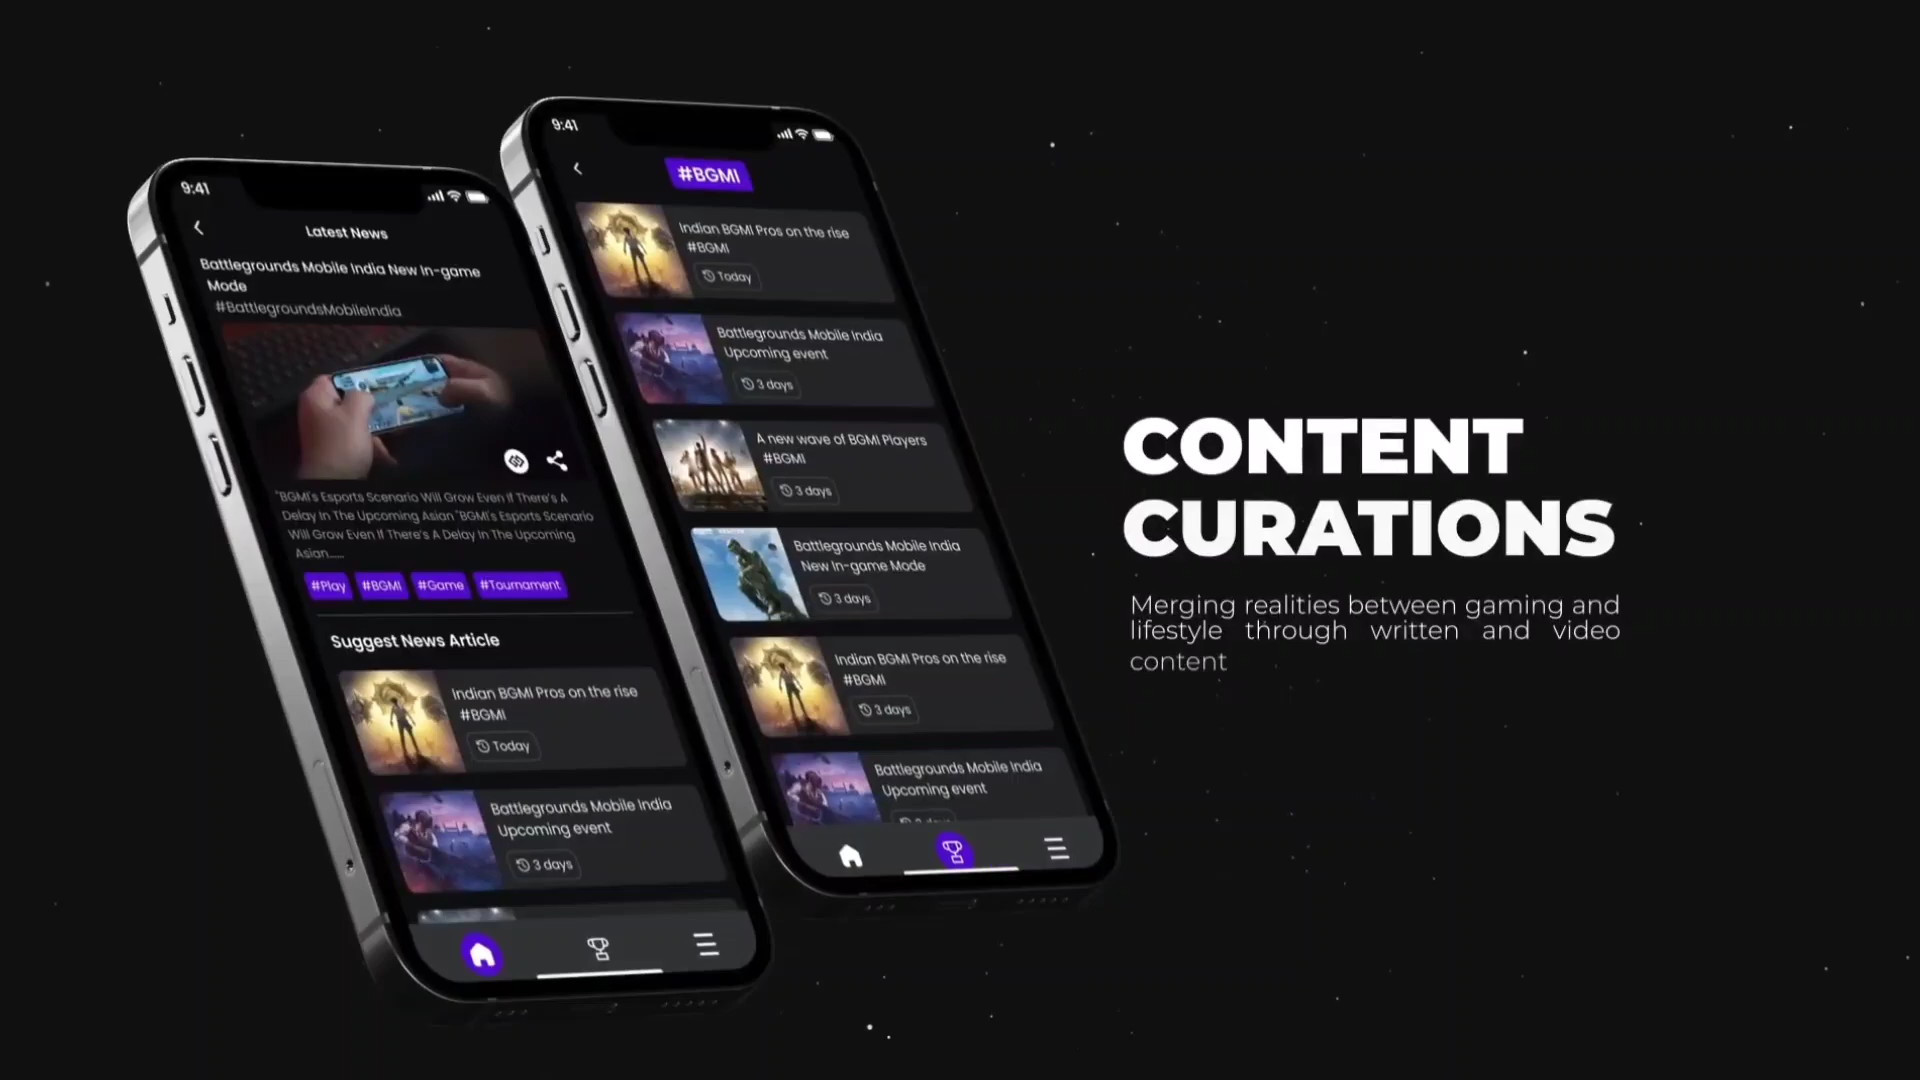 9:41
Latest News
Battlegrounds Mobile India New In-game
Mode
#BattlegroundsMobileIndia
"BGMI's Esports Scenario Will Grow Even If There's A
Delay In The Upcoming Asian "BGMI's Esports Scenario
Will Grow Even If There's A Delay In The Upcoming
Asian.....
#Play #BGMI #Game #Tournament
Suggest News Article
Indian BGMI Pros on the rise
#BGMI
Today
Battlegrounds Mobile India
Upcoming event
3 days
9:41
#BGMI
Indian BGMI Pros on the rise
#BGMI
Today
Battlegrounds Mobile India
Upcoming event
3 days
A new wave of BGMI Players
#BGMI
3 days
Battlegrounds Mobile India
New In-game Mode
3 days
Indian BGMI Pros on the rise
#BGMI
3 days
Battlegrounds Mobile India
Upcoming event
CONTENT
CURATIONS
Merging realities between gaming and
lifestyle through written and video
content